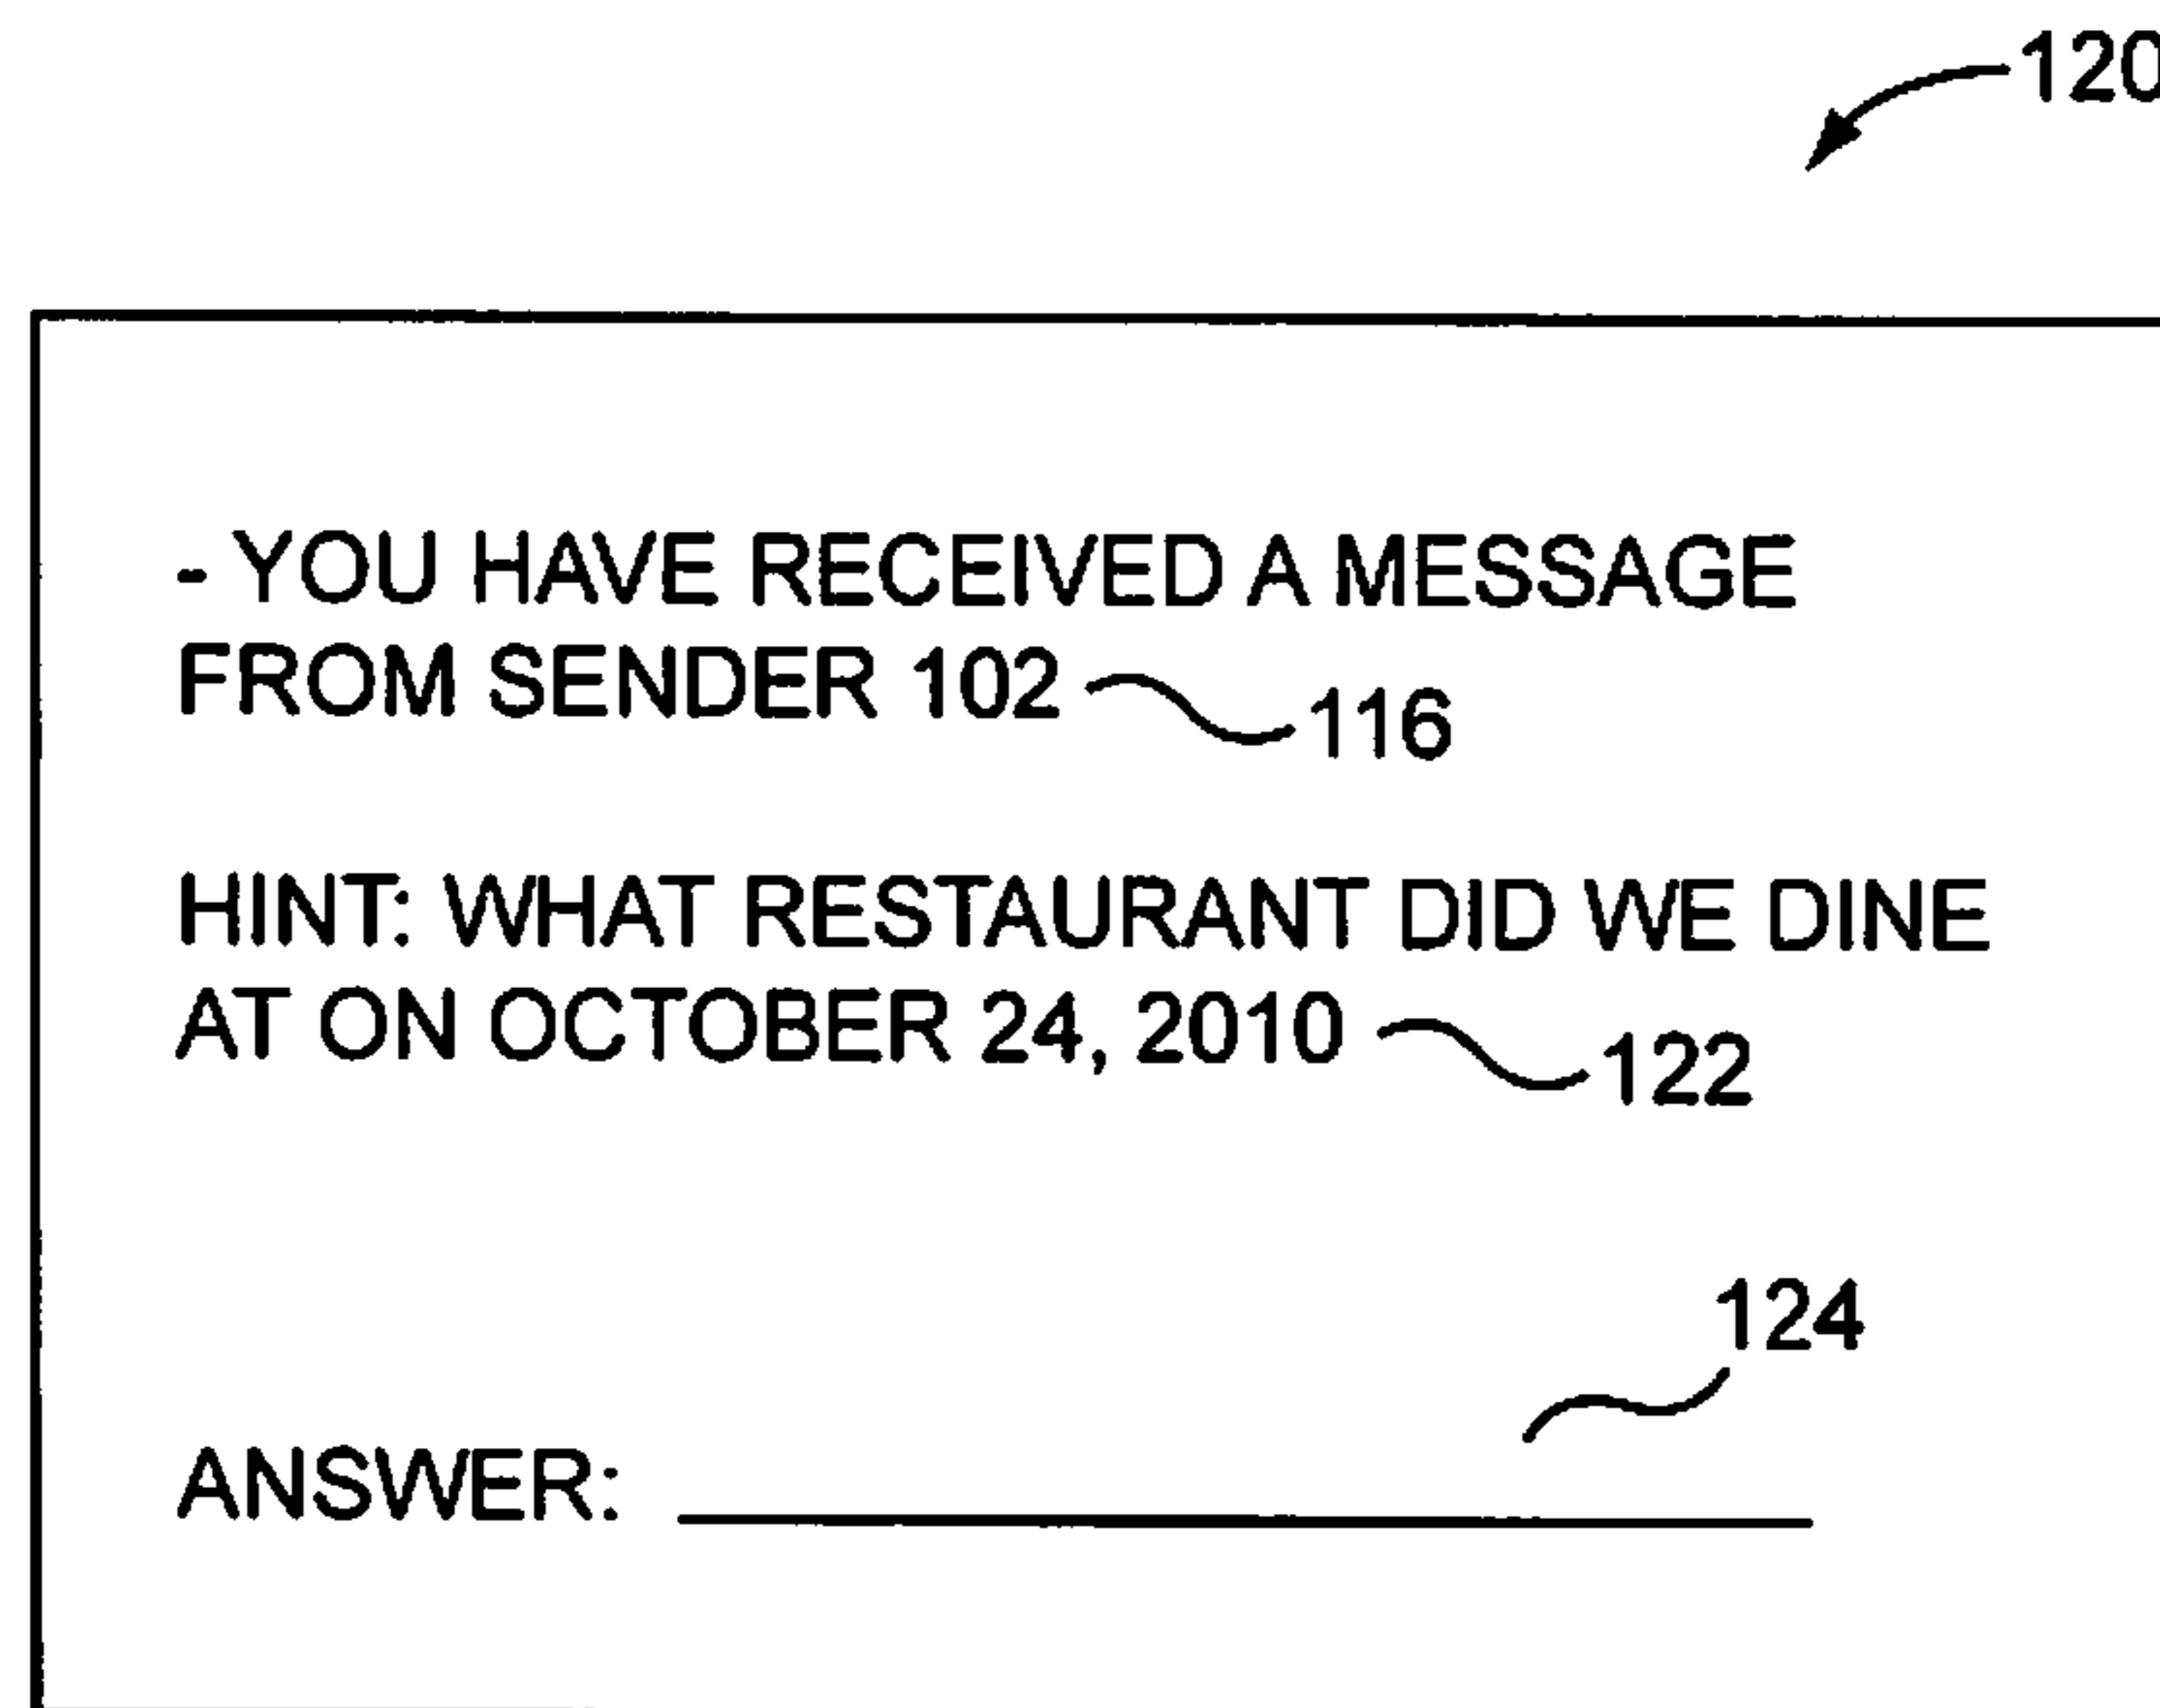 120
- YOU HAVE RECEIVED A MESSAGE
FROM SENDER 102
116
HINT: WHAT RESTAURANT DID WE DINE
AT ON OCTOBER 24, 2010
122
124
ANSWER: